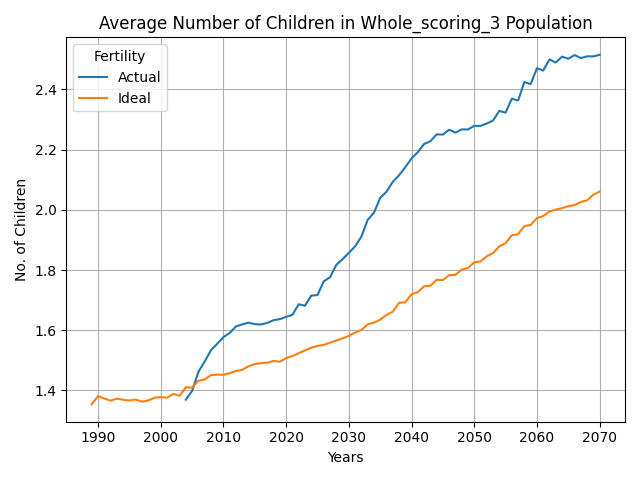 Average Number of Children in Whole_scoring_3 Population
Fertility
Actual
Ideal
No. of Children
2.4
2.2
2.0
1.8
1.6
1.4
1990 2000 2010 2020 2030 2040 2050 2060 2070
Years